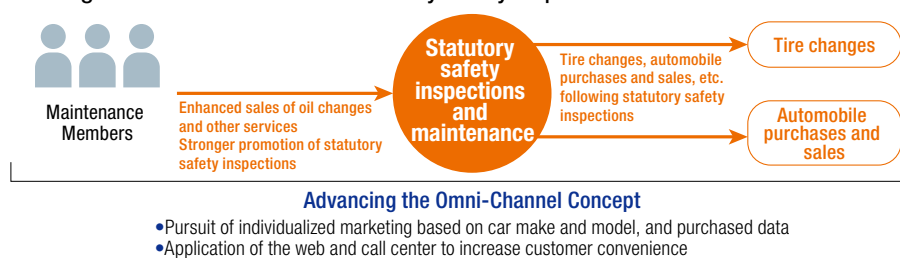 Maintenance
Members
Enhanced sales of oil changes
and other services
Stronger promotion of statutory
safety inspections
Statutory
safety
inspections
and
maintenance
Tire changes, automobile
purchases and sales, etc.
following statutory safety
inspections
Tire changes
Automobile
purchases and
sales
Advancing the Omni-Channel Concept
•Pursuit of individualized marketing based on car make and model, and purchased data
•Application of the web and call center to increase customer convenience